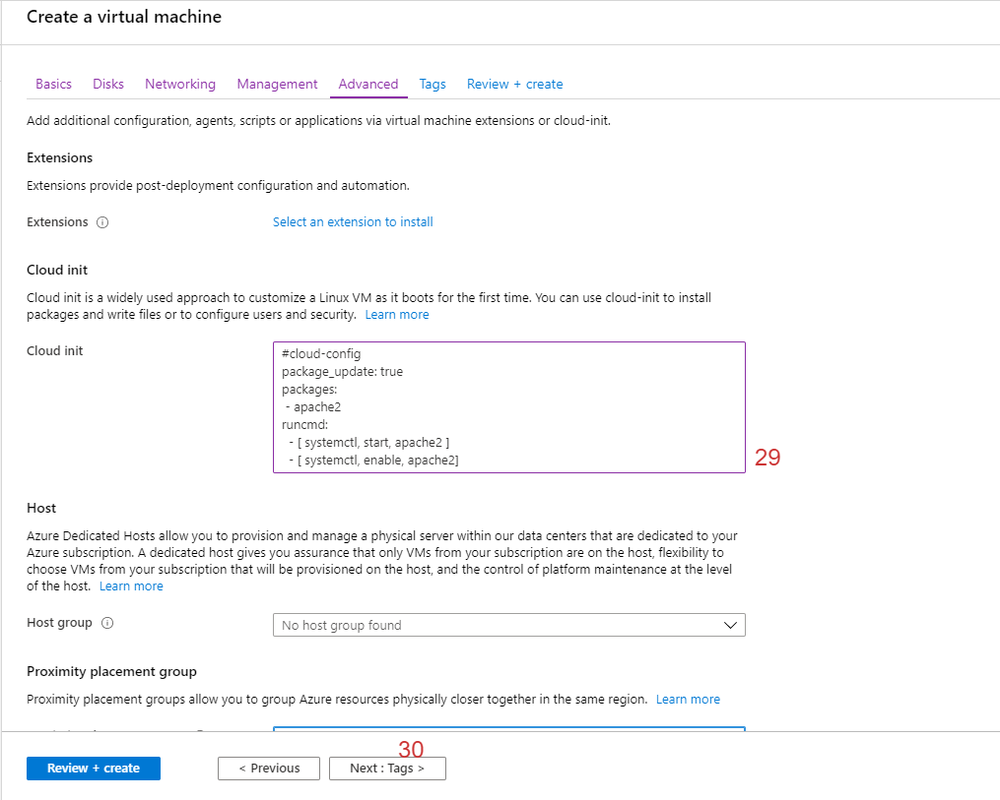 Create a virtual machine
Basics Disks Networking Management Advanced Tags Review + create
Add additional configuration, agents, scripts or applications via virtual machine extensions or cloud-init.
Extensions
Extensions provide post-deployment configuration and automation.
Extensions Select an extension to install
Cloud init
Cloud init is a widely used approach to customize a Linux VM as it boots for the first time. You can use cloud-init to install
packages and write files or to configure users and security. Learn more
Cloud init
#cloud-config
package_update: true
packages:
- apache2
runcmd:
- [ systemctl, start, apache2 ]
- [ systemctl, enable, apache2]
29
Host
Azure Dedicated Hosts allow you to provision and manage a physical server within our data centers that are dedicated to your
Azure subscription. A dedicated host gives you assurance that only VMs from your subscription are on the host, flexibility to
choose VMs from your subscription that will be provisioned on the host, and the control of platform maintenance at the level
of the host. Learn more
Host group No host group found
Proximity placement group
Proximity placement groups allow you to group Azure resources physically closer together in the same region. Learn more
30
Review + create < Previous Next : Tags >